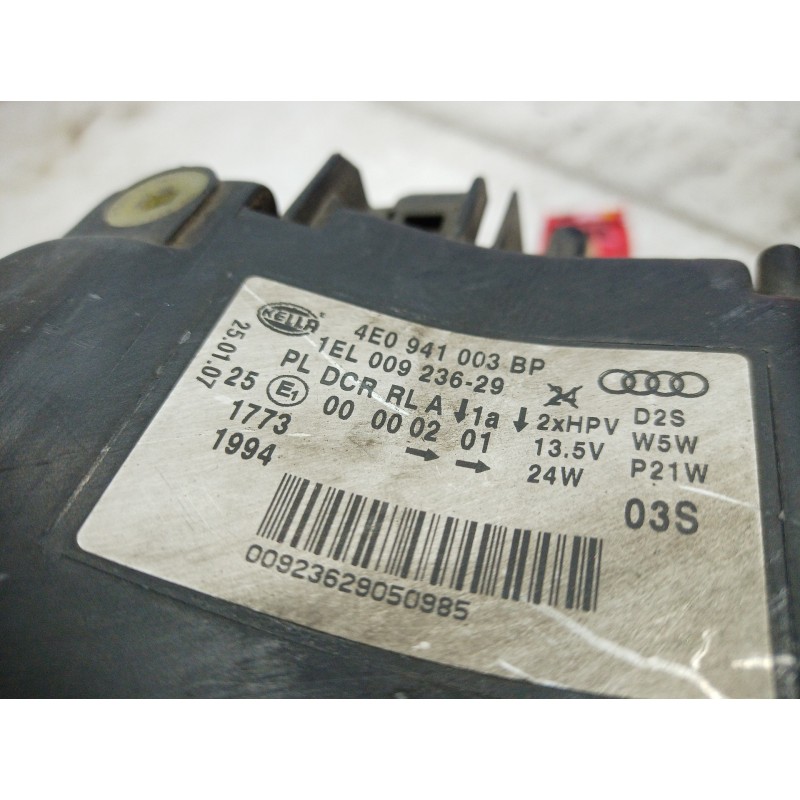 HELLA
4E0 941 003 BP
1EL 009 236-29
25.01.07
PL DCR RL A ↓1a ↓
25 E1 00 00 02 01
1773
→ →
1994
24
2xHPV D2S
13.5V W5W
24W P21W
03S
00923629050985